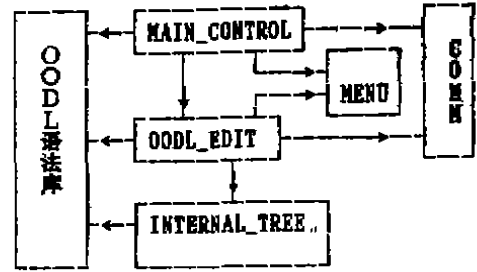 OODL语法库
MAIN_CONTROL
COMM
MENU
OODL_EDIT
INTERNAL_TREE